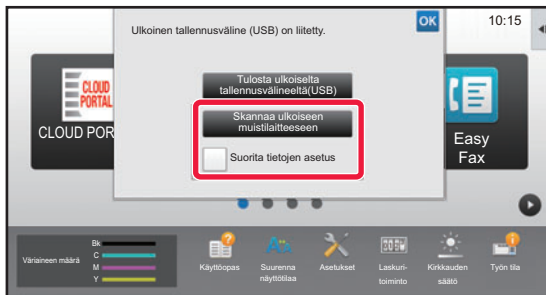 Ulkoinen tallennusväline (USB) on liitetty.
OK
10:15
Tulosta ulkoiselta
tallennusvälineeltä(USB)
Skannaa ulkoiseen
muistilaitteeseen
Suorita tietojen asetus
CLOUD
PORTAL
CLOUD POR
Easy
Fax
Väriaineen määrä
Bk
C
M
Y
Käyttöopas
Suurenna
näyttötilaa
Asetukset
Laskuri-
toiminto
Kirkkauden
säätö
Työn tila